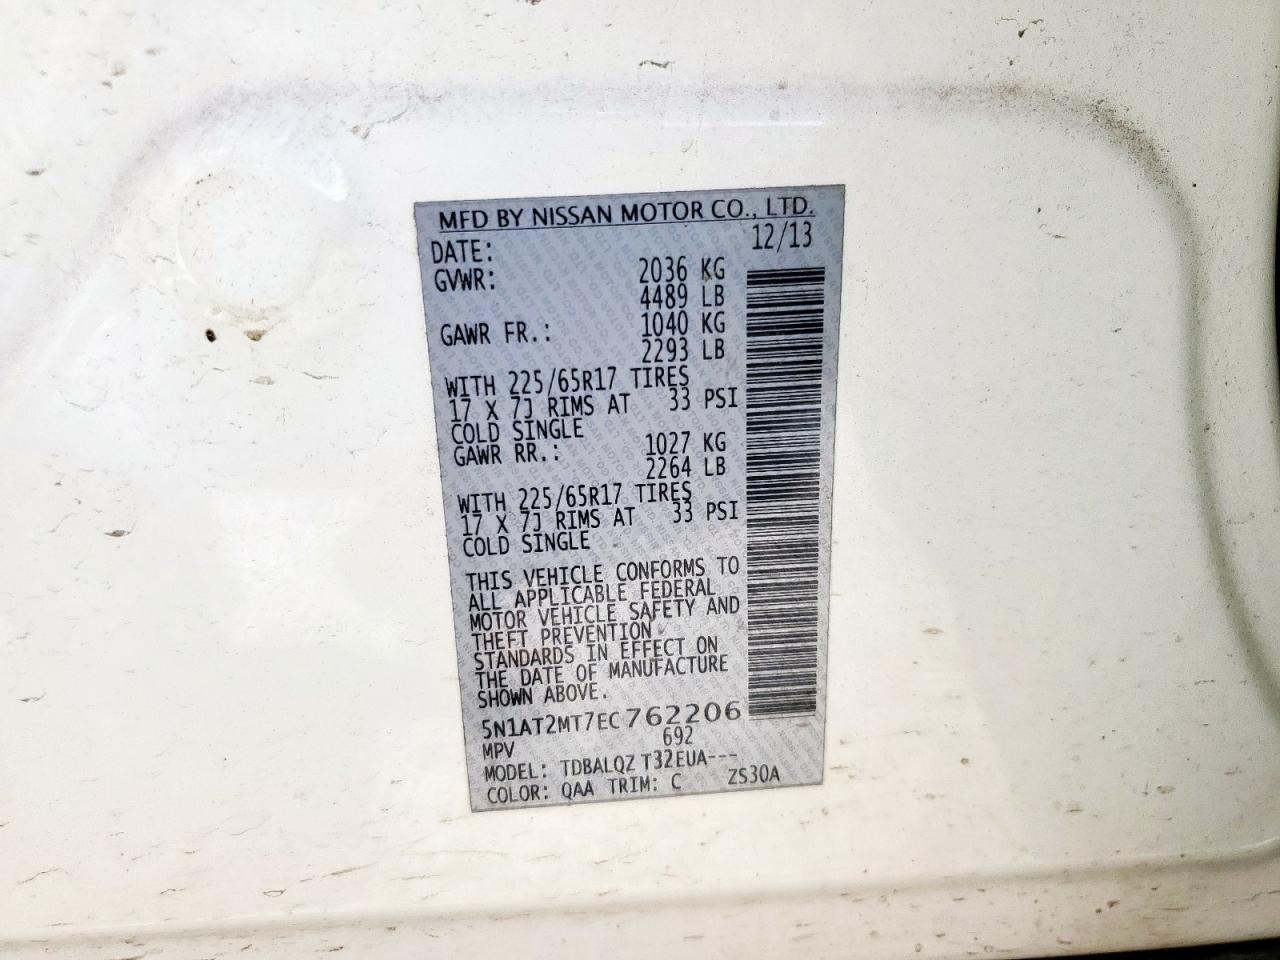 MFD BY NISSAN MOTOR CO., LTD.
DATE: 12/13
GVWR: 2036 KG
4489 LB
GAWR FR.: 1040 KG
2293 LB
WITH 225/65R17 TIRES
17 X 7J RIMS AT 33 PSI
COLD SINGLE
GAWR RR.: 1027 KG
2264 LB
WITH 225/65R17 TIRES
17 X 7J RIMS AT 33 PSI
COLD SINGLE
THIS VEHICLE CONFORMS TO
ALL APPLICABLE FEDERAL
MOTOR VEHICLE SAFETY AND
THEFT PREVENTION
STANDARDS IN EFFECT ON
THE DATE OF MANUFACTURE
SHOWN ABOVE.
5N1AT2MT7EC762206
MPV 692
MODEL: TDBALQZ T32EUA---
COLOR: QAA TRIM: C ZS30A